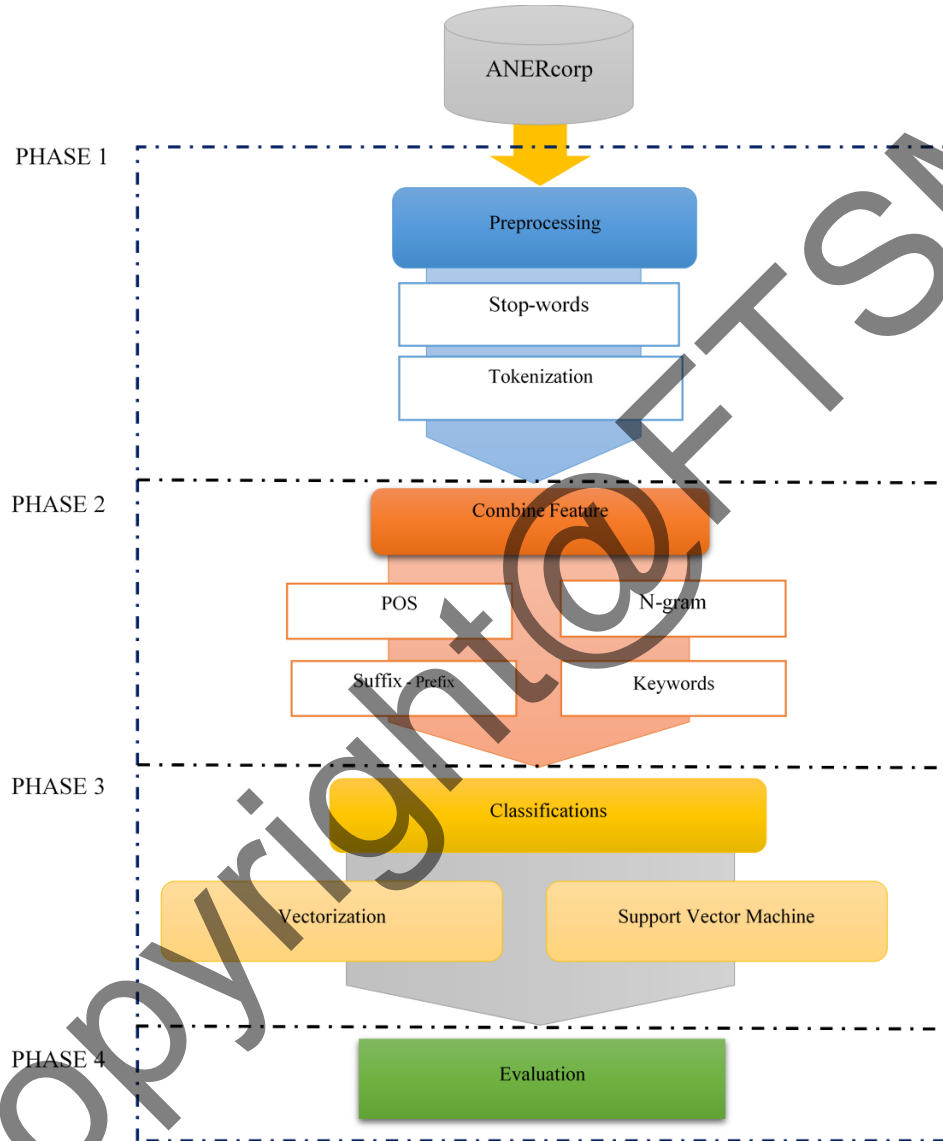 ANERcorp
PHASE 1
Preprocessing
Stop-words
Tokenization
PHASE 2
Combine Feature
POS
N-gram
Suffix - Prefix
Keywords
PHASE 3
Classifications
Vectorization
Support Vector Machine
PHASE 4
Evaluation
opyright@FTSM